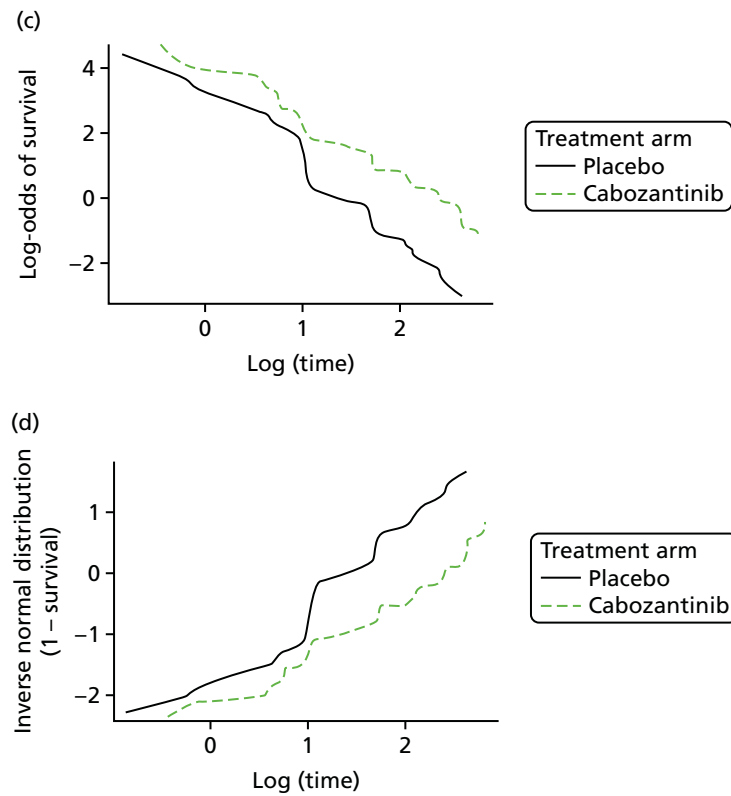 (c)
Log-odds of survival
4
2
0
−2
0
1
2
Log (time)
Treatment arm
Placebo
Cabozantinib
(d)
Inverse normal distribution
(1 – survival)
1
0
−1
−2
0
1
2
Log (time)
Treatment arm
Placebo
Cabozantinib